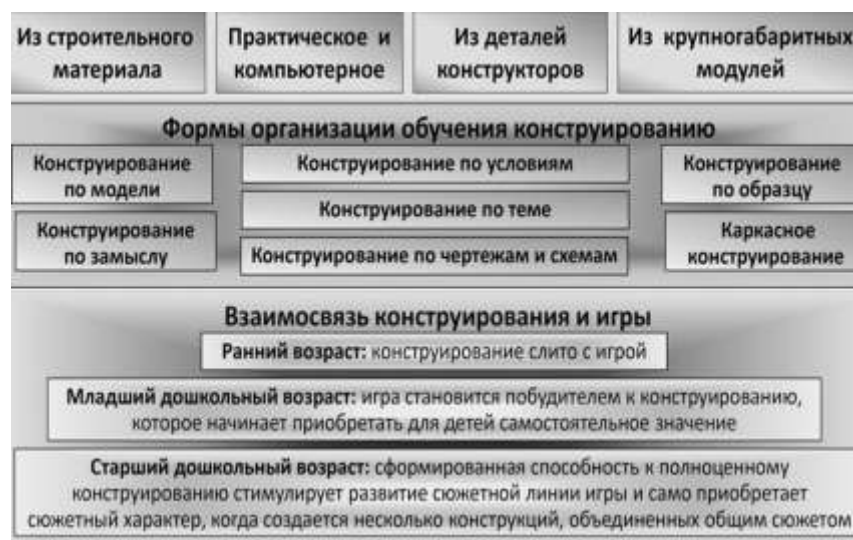 Из строительного
материала
Практическое и
компьютерное
Из деталей
конструкторов
Из крупногабаритных
модулей
Формы организации обучения конструированию
Конструирование
по модели
Конструирование по условиям
Конструирование
по образцу
Конструирование по теме
Конструирование
по замыслу
Конструирование по чертежам и схемам
Каркасное
конструирование
Взаимосвязь конструирования и игры
Ранний возраст: конструирование слито с игрой
Младший дошкольный возраст: игра становится побудителем к конструированию,
которое начинает приобретать для детей самостоятельное значение
Старший дошкольный возраст: сформированная способность к полноценному
конструированию стимулирует развитие сюжетной линии игры и само приобретает
сюжетный характер, когда создается несколько конструкций, объединенных общим сюжетом